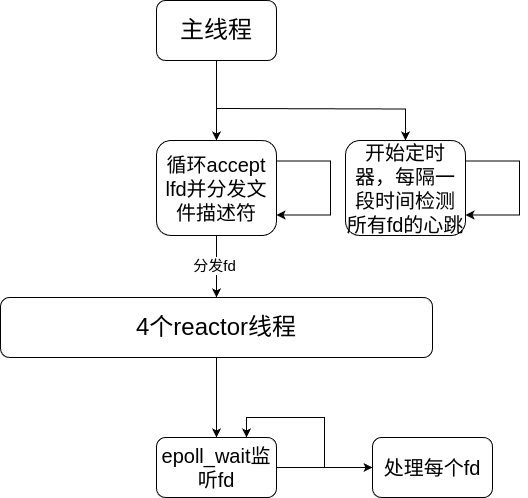 主线程
循环accept
lfd并分发文
件描述符
开始定时
器，每隔一
段时间检测
所有fd的心跳
分发fd
4个reactor线程
epoll_wait监
听fd
处理每个fd